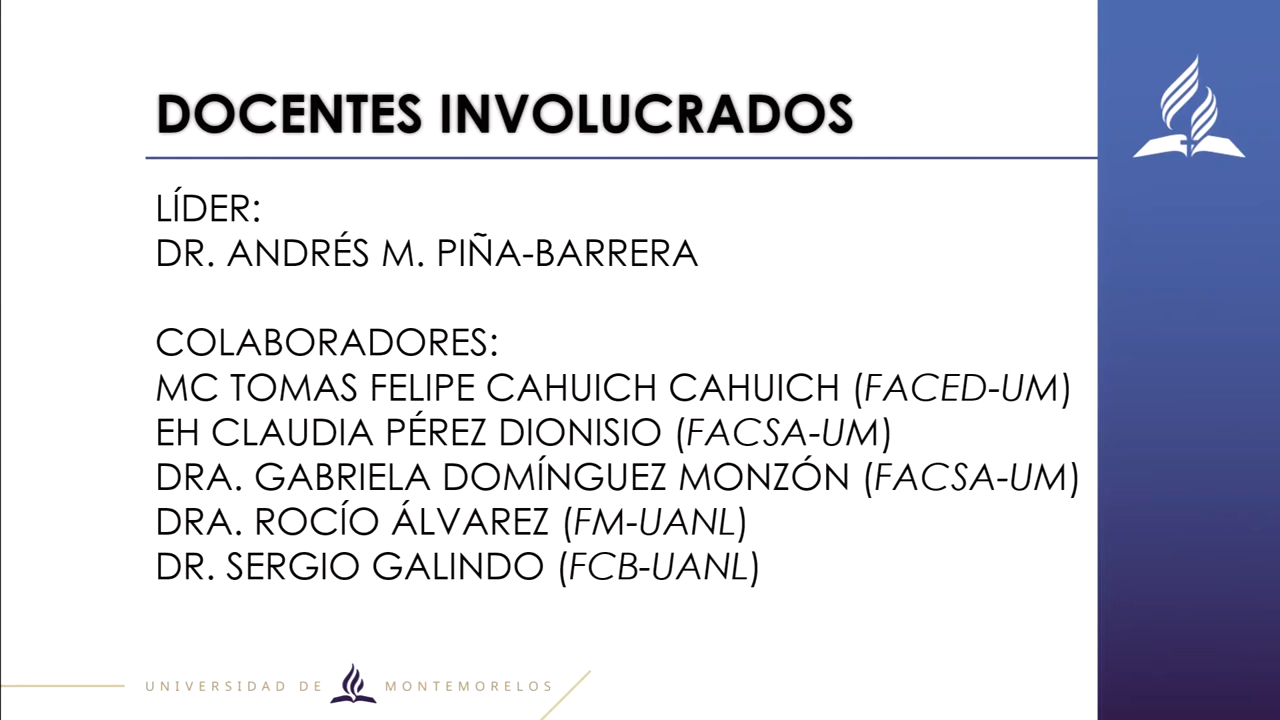 DOCENTES INVOLUCRADOS
LÍDER:
DR. ANDRÉS M. PIÑA-BARRERA
COLABORADORES:
MC TOMAS FELIPE CAHUICH CAHUICH (FACED-UM)
EH CLAUDIA PÉREZ DIONISIO (FACSA-UM)
DRA. GABRIELA DOMÍNGUEZ MONZÓN (FACSA-UM)
DRA. ROCÍO ÁLVAREZ (FM-UANL)
DR. SERGIO GALINDO (FCB-UANL)
UNIVERSIDAD DE MONTEMORELOS